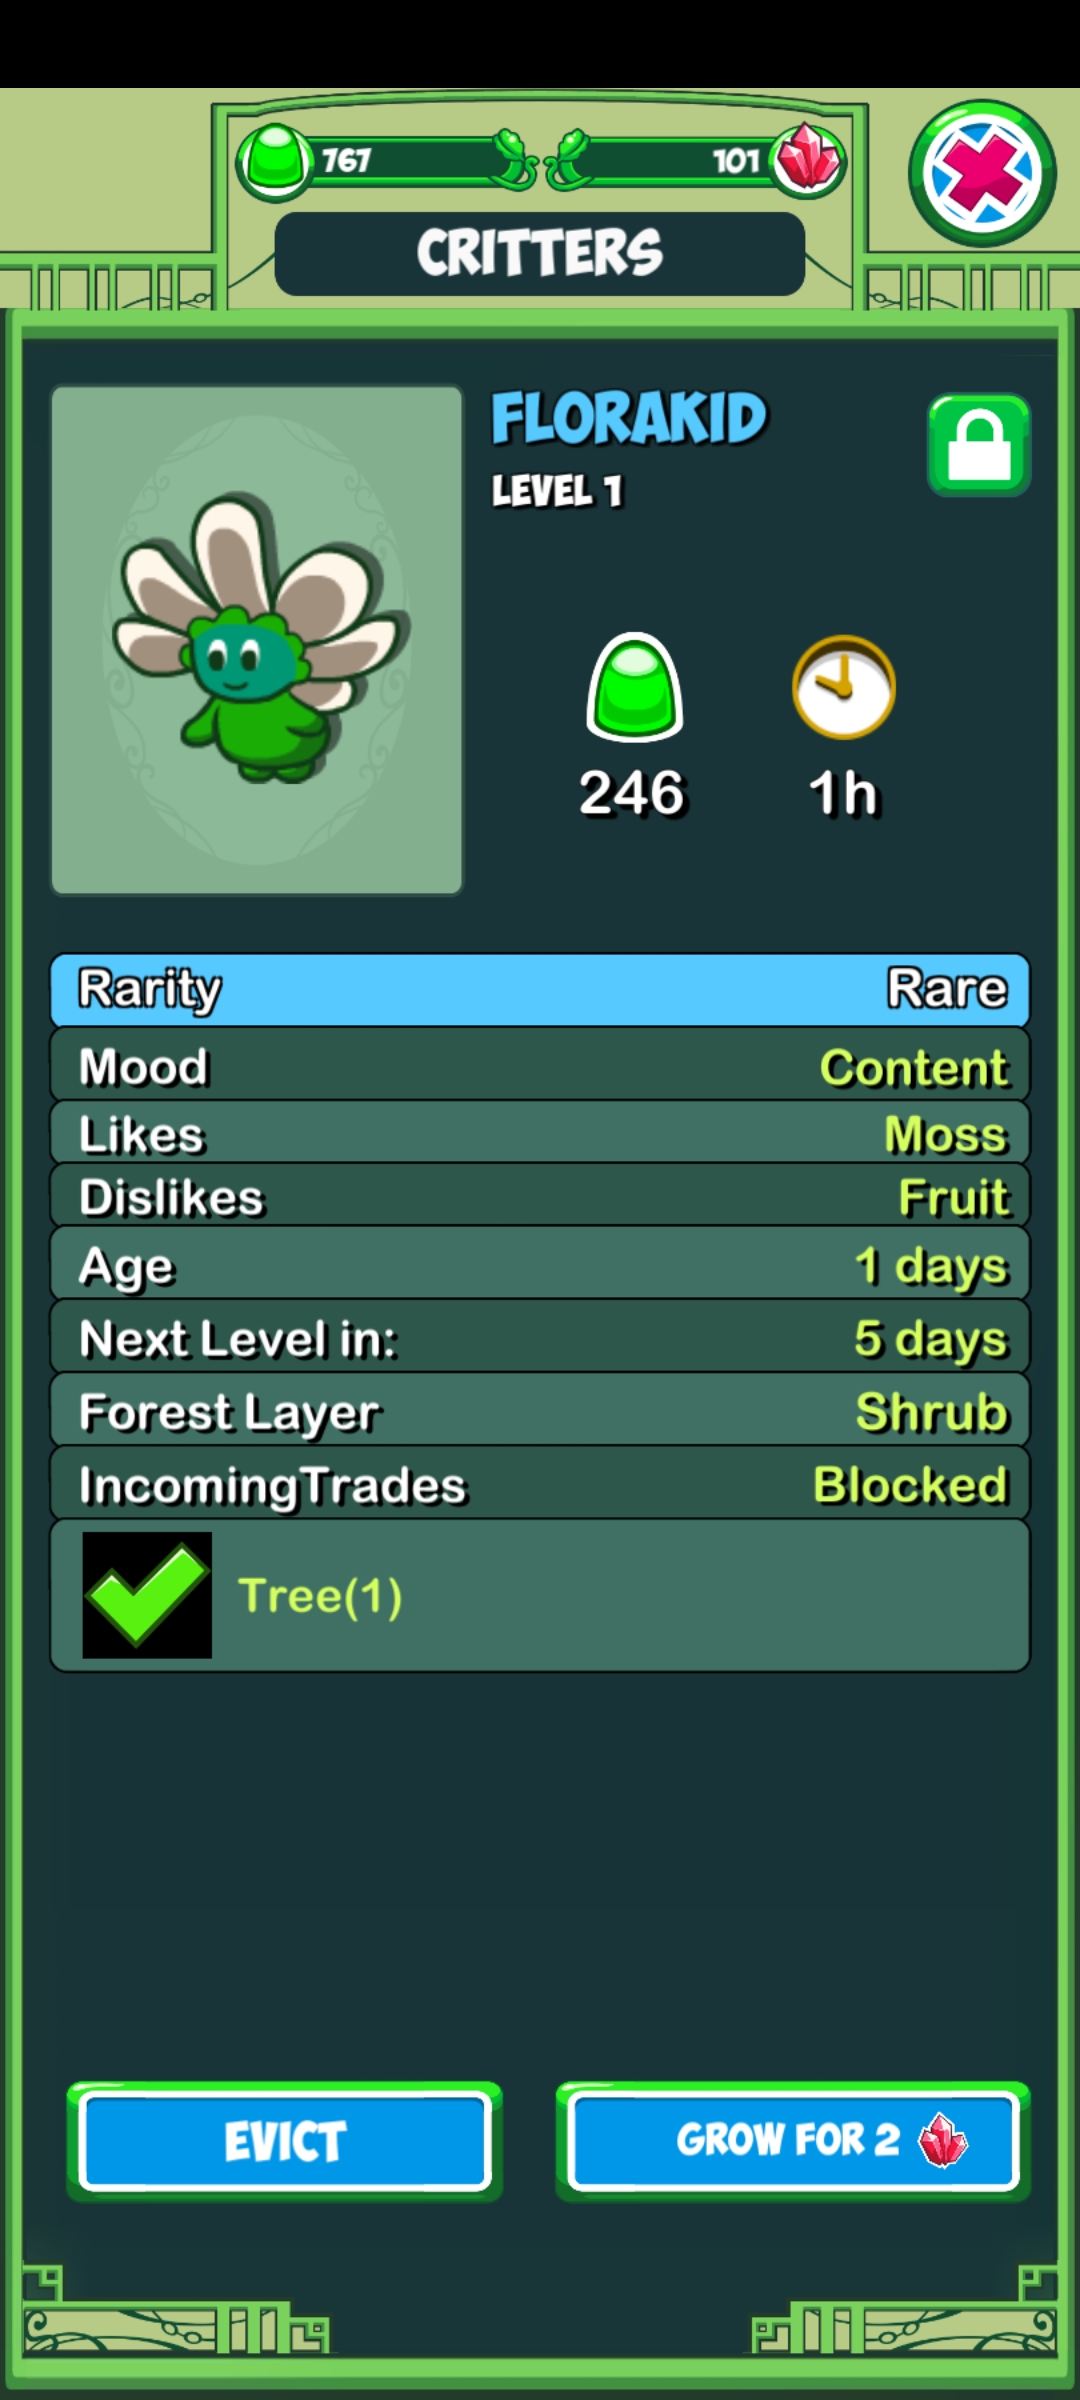 767
101
CRITTERS
FLORAKID
LEVEL 1
246
1h
Rarity Rare
Mood Content
Likes Moss
Dislikes Fruit
Age 1 days
Next Level in: 5 days
Forest Layer Shrub
IncomingTrades Blocked
Tree(1)
EVICT
GROW FOR 2